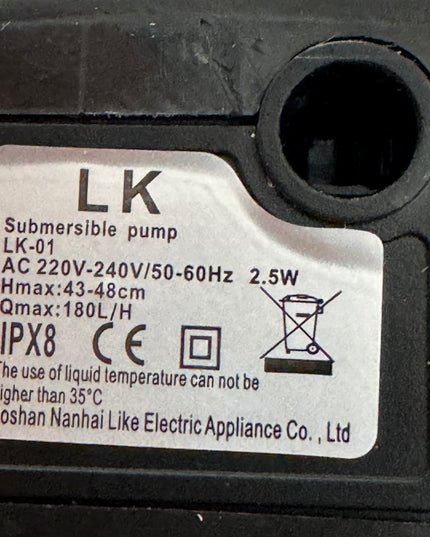 LK
Submersible pump
LK-01
AC 220V-240V/50-60Hz 2.5W
Hmax:43-48cm
Qmax:180L/H
IPX8 CE
The use of liquid temperature can not be
igher than 35°C
oshan Nanhai Like Electric Appliance Co. , Ltd